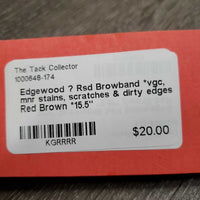 The Tack Collector
1000648-174
Edgewood ? Rsd Browband *vgc,
mnr stains, scratches & dirty edges
Red Brown *15.5"
$20.00
KGRRRR